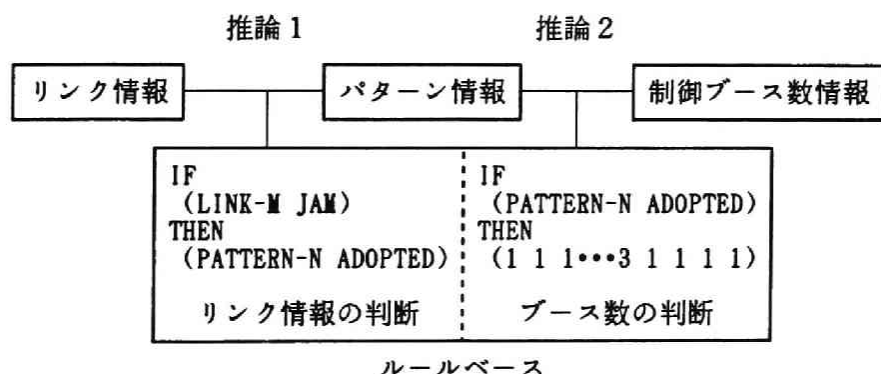 推論1 推論2
リンク情報 パターン情報 制御ブース数情報
IF
(LINK-M JAM)
THEN
(PATTERN-N ADOPTED)
リンク情報の判断
IF
(PATTERN-N ADOPTED)
THEN
(1 1 1•••3 1 1 1 1)
ブース数の判断
ルールベース